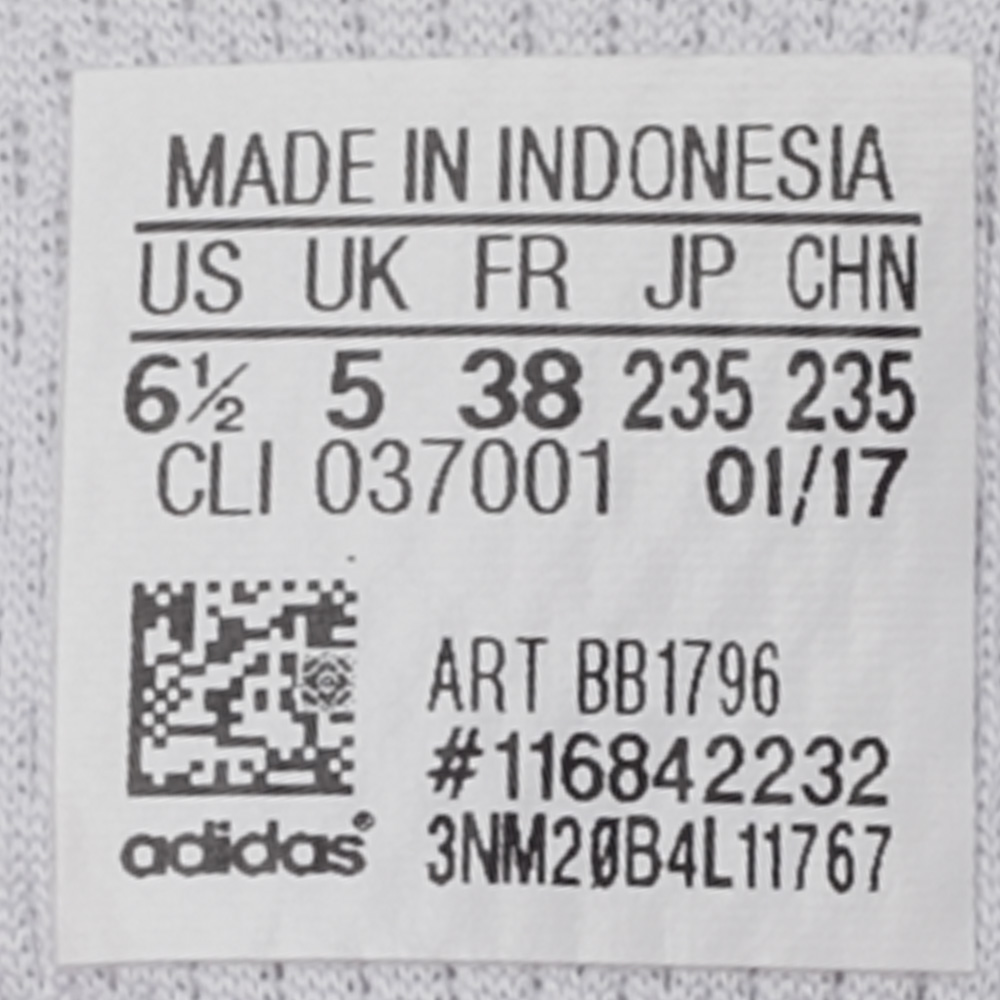 MADE IN INDONESIA
US UK FR JP CHN
6½ 5 38 235 235
CLI 037001 01/17
ART BB1796
#116842232
adidas®
3NM20B4L11767